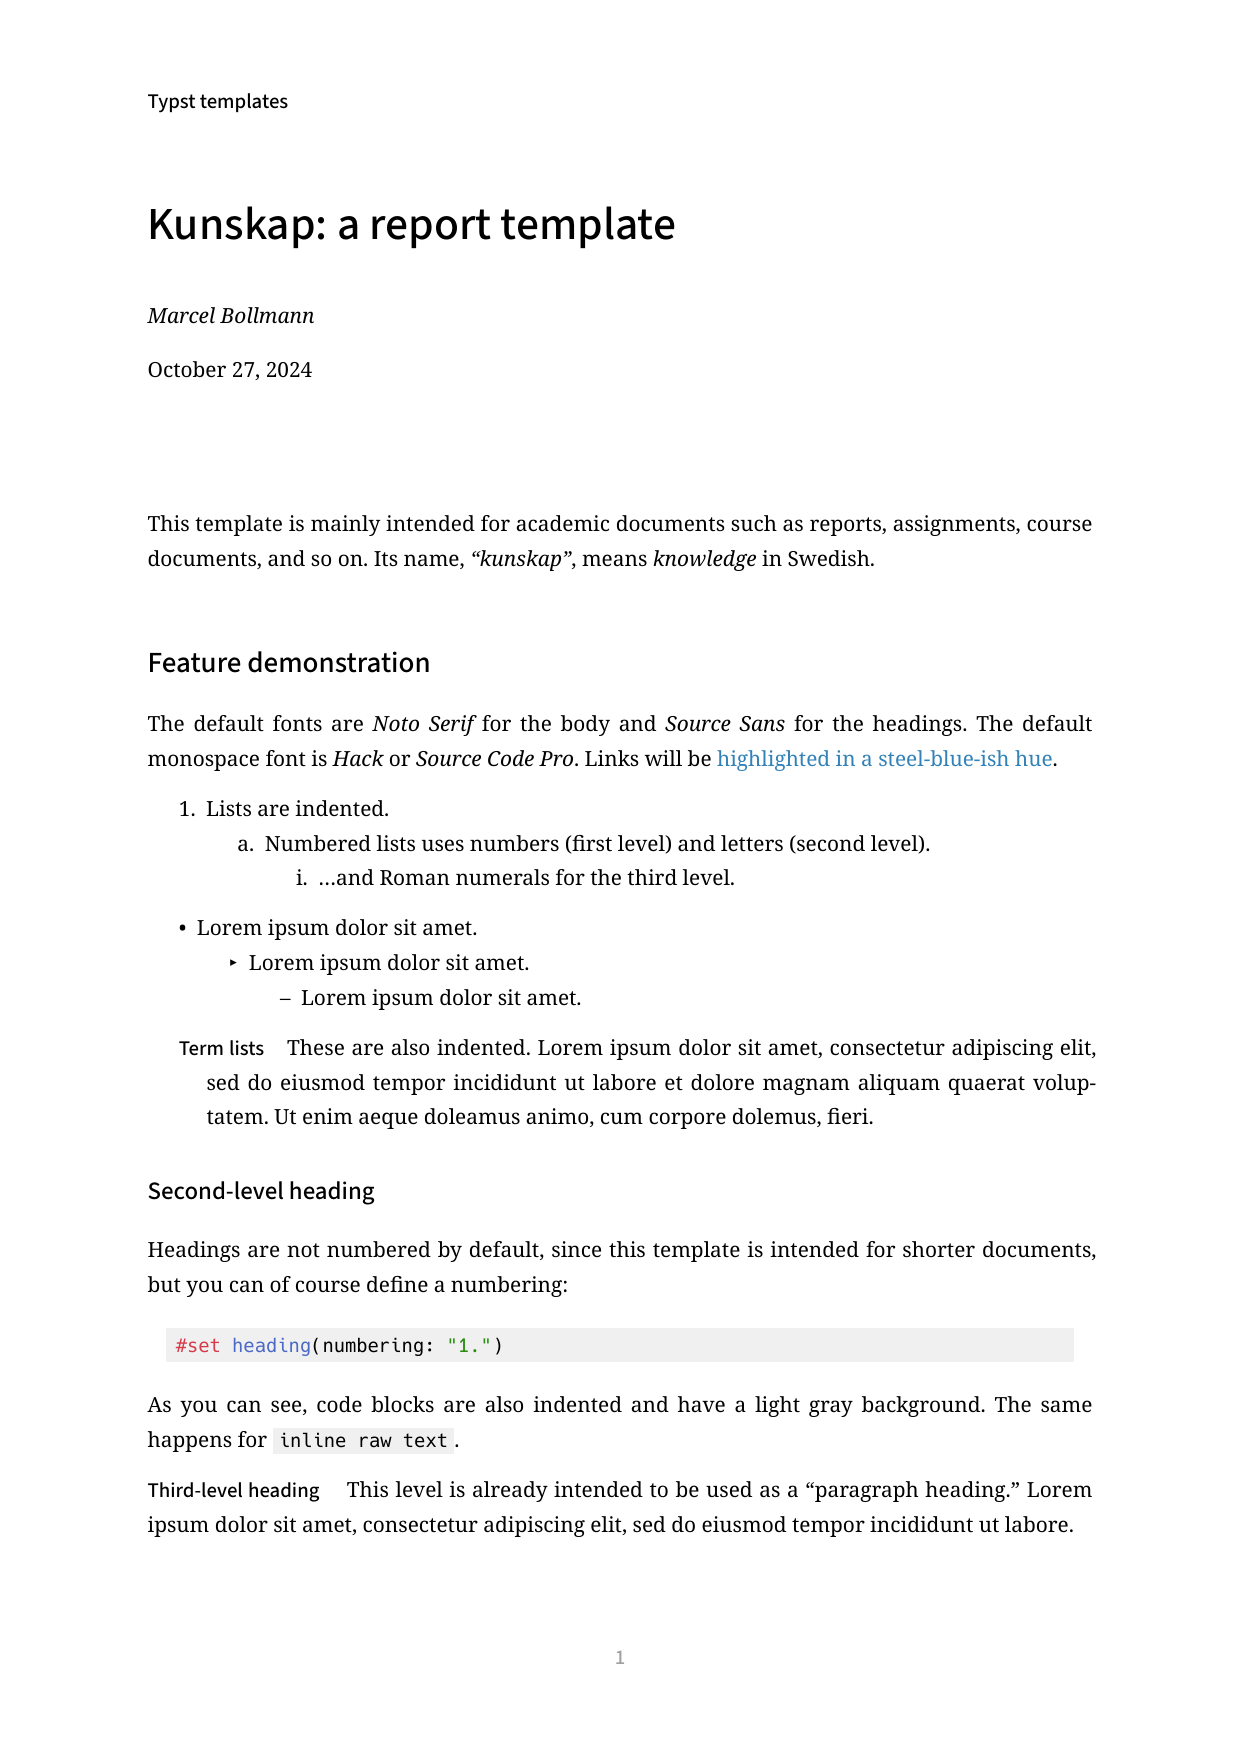 Typst templates
Kunskap: a report template
Marcel Bollmann
October 27, 2024
This template is mainly intended for academic documents such as reports, assignments, course
documents, and so on. Its name, “kunskap”, means knowledge in Swedish.
Feature demonstration
The default fonts are Noto Serif for the body and Source Sans for the headings. The default
monospace font is Hack or Source Code Pro. Links will be highlighted in a steel-blue-ish hue.
1. Lists are indented.
a. Numbered lists uses numbers (first level) and letters (second level).
i. …and Roman numerals for the third level.
• Lorem ipsum dolor sit amet.
‣ Lorem ipsum dolor sit amet.
– Lorem ipsum dolor sit amet.
Term lists These are also indented. Lorem ipsum dolor sit amet, consectetur adipiscing elit,
sed do eiusmod tempor incididunt ut labore et dolore magnam aliquam quaerat volup-
tatem. Ut enim aeque doleamus animo, cum corpore dolemus, fieri.
Second-level heading
Headings are not numbered by default, since this template is intended for shorter documents,
but you can of course define a numbering:
#set heading(numbering: "1.")
As you can see, code blocks are also indented and have a light gray background. The same
happens for inline raw text.
Third-level heading This level is already intended to be used as a “paragraph heading.” Lorem
ipsum dolor sit amet, consectetur adipiscing elit, sed do eiusmod tempor incididunt ut labore.
1